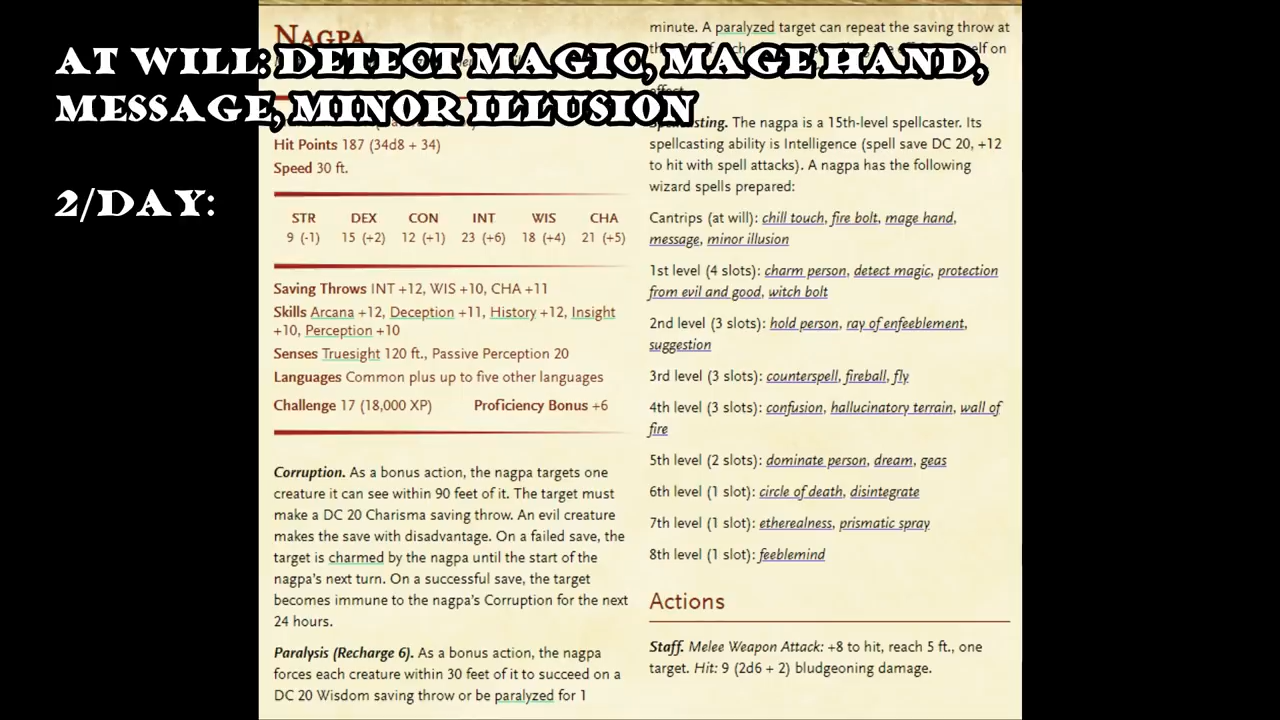 AT WILL: DETECT MAGIC, MAGE HAND,
MESSAGE, MINOR ILLUSION
2/DAY:
NAGPA
Hit Points 187 (34d8 + 34)
Speed 30 ft.
STR DEX CON INT WIS CHA
9 (-1) 15 (+2) 12 (+1) 23 (+6) 18 (+4) 21 (+5)
Saving Throws INT +12, WIS +10, CHA +11
Skills Arcana +12, Deception +11, History +12, Insight
+10, Perception +10
Senses Truesight 120 ft., Passive Perception 20
Languages Common plus up to five other languages
Challenge 17 (18,000 XP) Proficiency Bonus +6
Corruption. As a bonus action, the nagpa targets one
creature it can see within 90 feet of it. The target must
make a DC 20 Charisma saving throw. An evil creature
makes the save with disadvantage. On a failed save, the
target is charmed by the nagpa until the start of the
nagpa's next turn. On a successful save, the target
becomes immune to the nagpa's Corruption for the next
24 hours.
Paralysis (Recharge 6). As a bonus action, the nagpa
forces each creature within 30 feet of it to succeed on a
DC 20 Wisdom saving throw or be paralyzed for 1
minute. A paralyzed target can repeat the saving throw at
on
effect.
Spellcasting. The nagpa is a 15th-level spellcaster. Its
spellcasting ability is Intelligence (spell save DC 20, +12
to hit with spell attacks). A nagpa has the following
wizard spells prepared:
Cantrips (at will): chill touch, fire bolt, mage hand,
message, minor illusion
1st level (4 slots): charm person, detect magic, protection
from evil and good, witch bolt
2nd level (3 slots): hold person, ray of enfeeblement,
suggestion
3rd level (3 slots): counterspell, fireball, fly
4th level (3 slots): confusion, hallucinatory terrain, wall of
fire
5th level (2 slots): dominate person, dream, geas
6th level (1 slot): circle of death, disintegrate
7th level (1 slot): etherealness, prismatic spray
8th level (1 slot): feeblemind
Actions
Staff. Melee Weapon Attack: +8 to hit, reach 5 ft., one
target. Hit: 9 (2d6 + 2) bludgeoning damage.